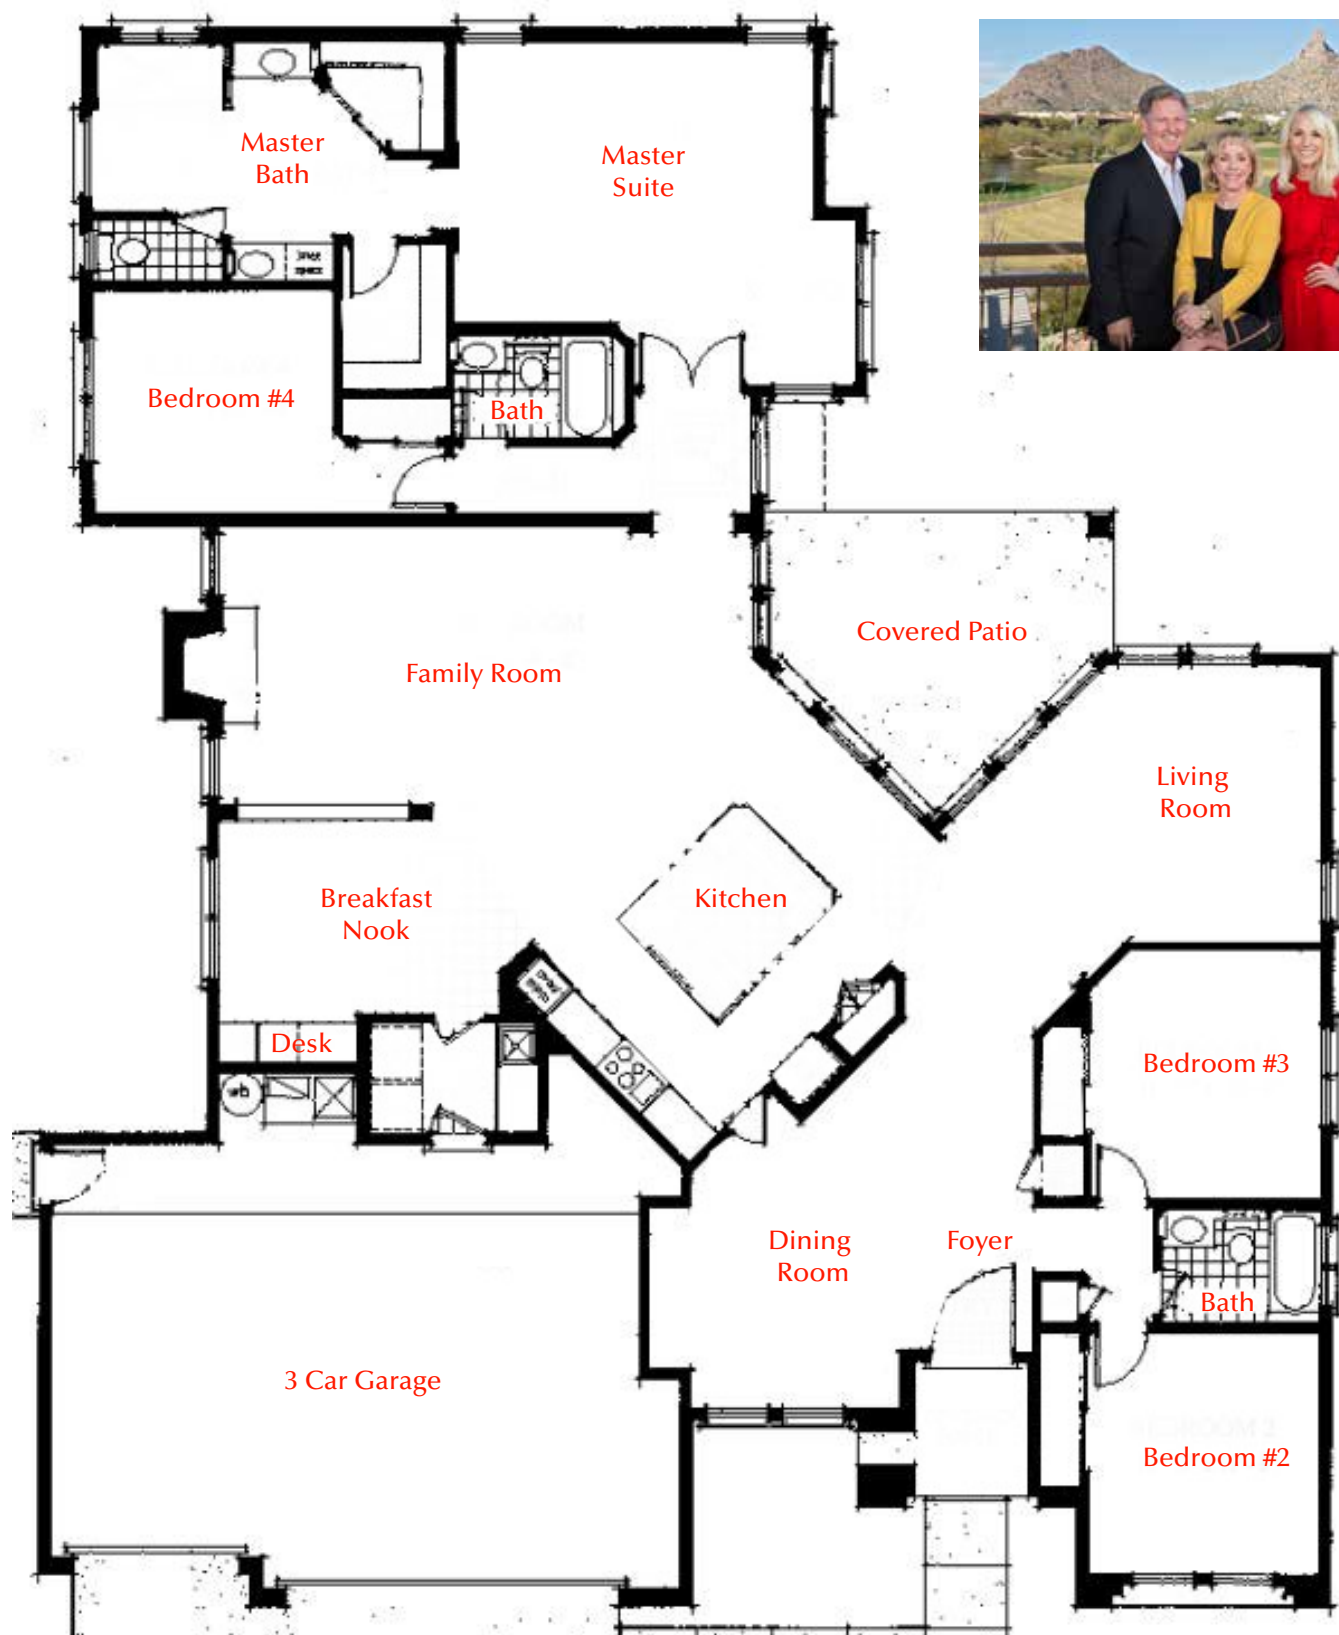 Master
Bath
Master
Suite
Bedroom #4
Bath
Covered Patio
Family Room
Living
Room
Breakfast
Nook
Kitchen
Desk
Bedroom #3
Dining
Room
Foyer
Bath
3 Car Garage
Bedroom #2